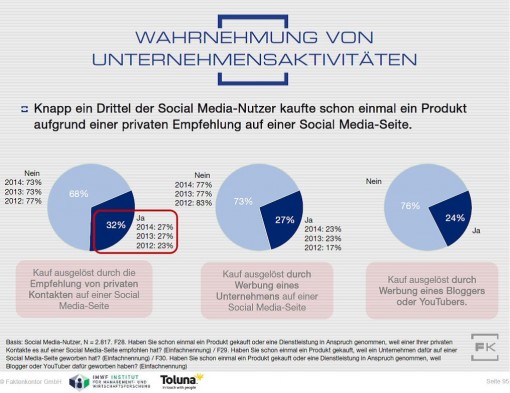 WAHRNEHMUNG VON
UNTERNEHMENSAKTIVITÄTEN
Knapp ein Drittel der Social Media-Nutzer kaufte schon einmal ein Produkt
aufgrund einer privaten Empfehlung auf einer Social Media-Seite.
Nein
2014: 73%
2013: 73%
2012: 77%
68%
32%
Ja
2014: 27%
2013: 27%
2012: 23%
Kauf ausgelöst durch die
Empfehlung von privaten
Kontakten auf einer Social
Media-Seite
Nein
2014: 77%
2013: 77%
2012: 83%
73%
27%
Ja
2014: 23%
2013: 23%
2012: 17%
Kauf ausgelöst durch
Werbung eines
Unternehmens auf einer
Social Media-Seite
Nein
76%
24%
Ja
Kauf ausgelöst durch
Werbung eines Bloggers
oder YouTubers.
Basis: Social Media-Nutzer, N = 2.817. F28. Haben Sie schon einmal ein Produkt gekauft oder eine Dienstleistung in Anspruch genommen, weil einer Ihrer privaten
Kontakte es auf einer Social Media-Seite empfohlen hat? (Einfachnennung) / F29. Haben Sie schon einmal ein Produkt gekauft, weil ein Unternehmen dafür auf einer
Social Media-Seite geworben hat? (Einfachnennung) / F30. Haben Sie schon einmal ein Produkt gekauft oder eine Dienstleistung in Anspruch genommen, weil
Blogger oder YouTuber dafür geworben haben? (Einfachnennung)
FK
© Faktenkontor GmbH
IMWF INSTITUT
FÜR MANAGEMENT- UND
WIRTSCHAFTSFORSCHUNG
Toluna
in touch with people
Seite 95